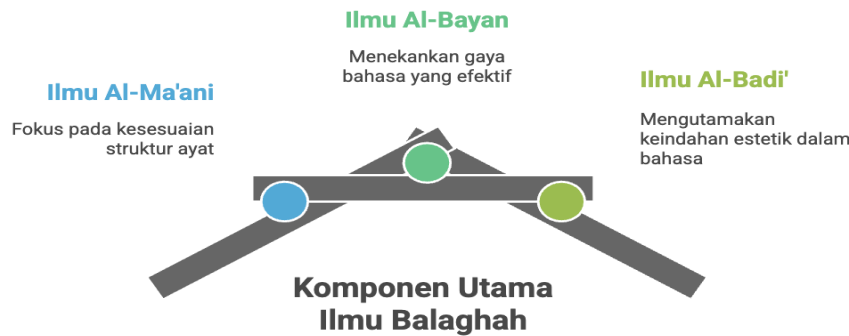 Ilmu Al-Bayan
Menekankan gaya
bahasa yang efektif
Ilmu Al-Ma'ani
Fokus pada kesesuaian
struktur ayat
Ilmu Al-Badi'
Mengutamakan
keindahan estetik dalam
bahasa
Komponen Utama
Ilmu Balaghah